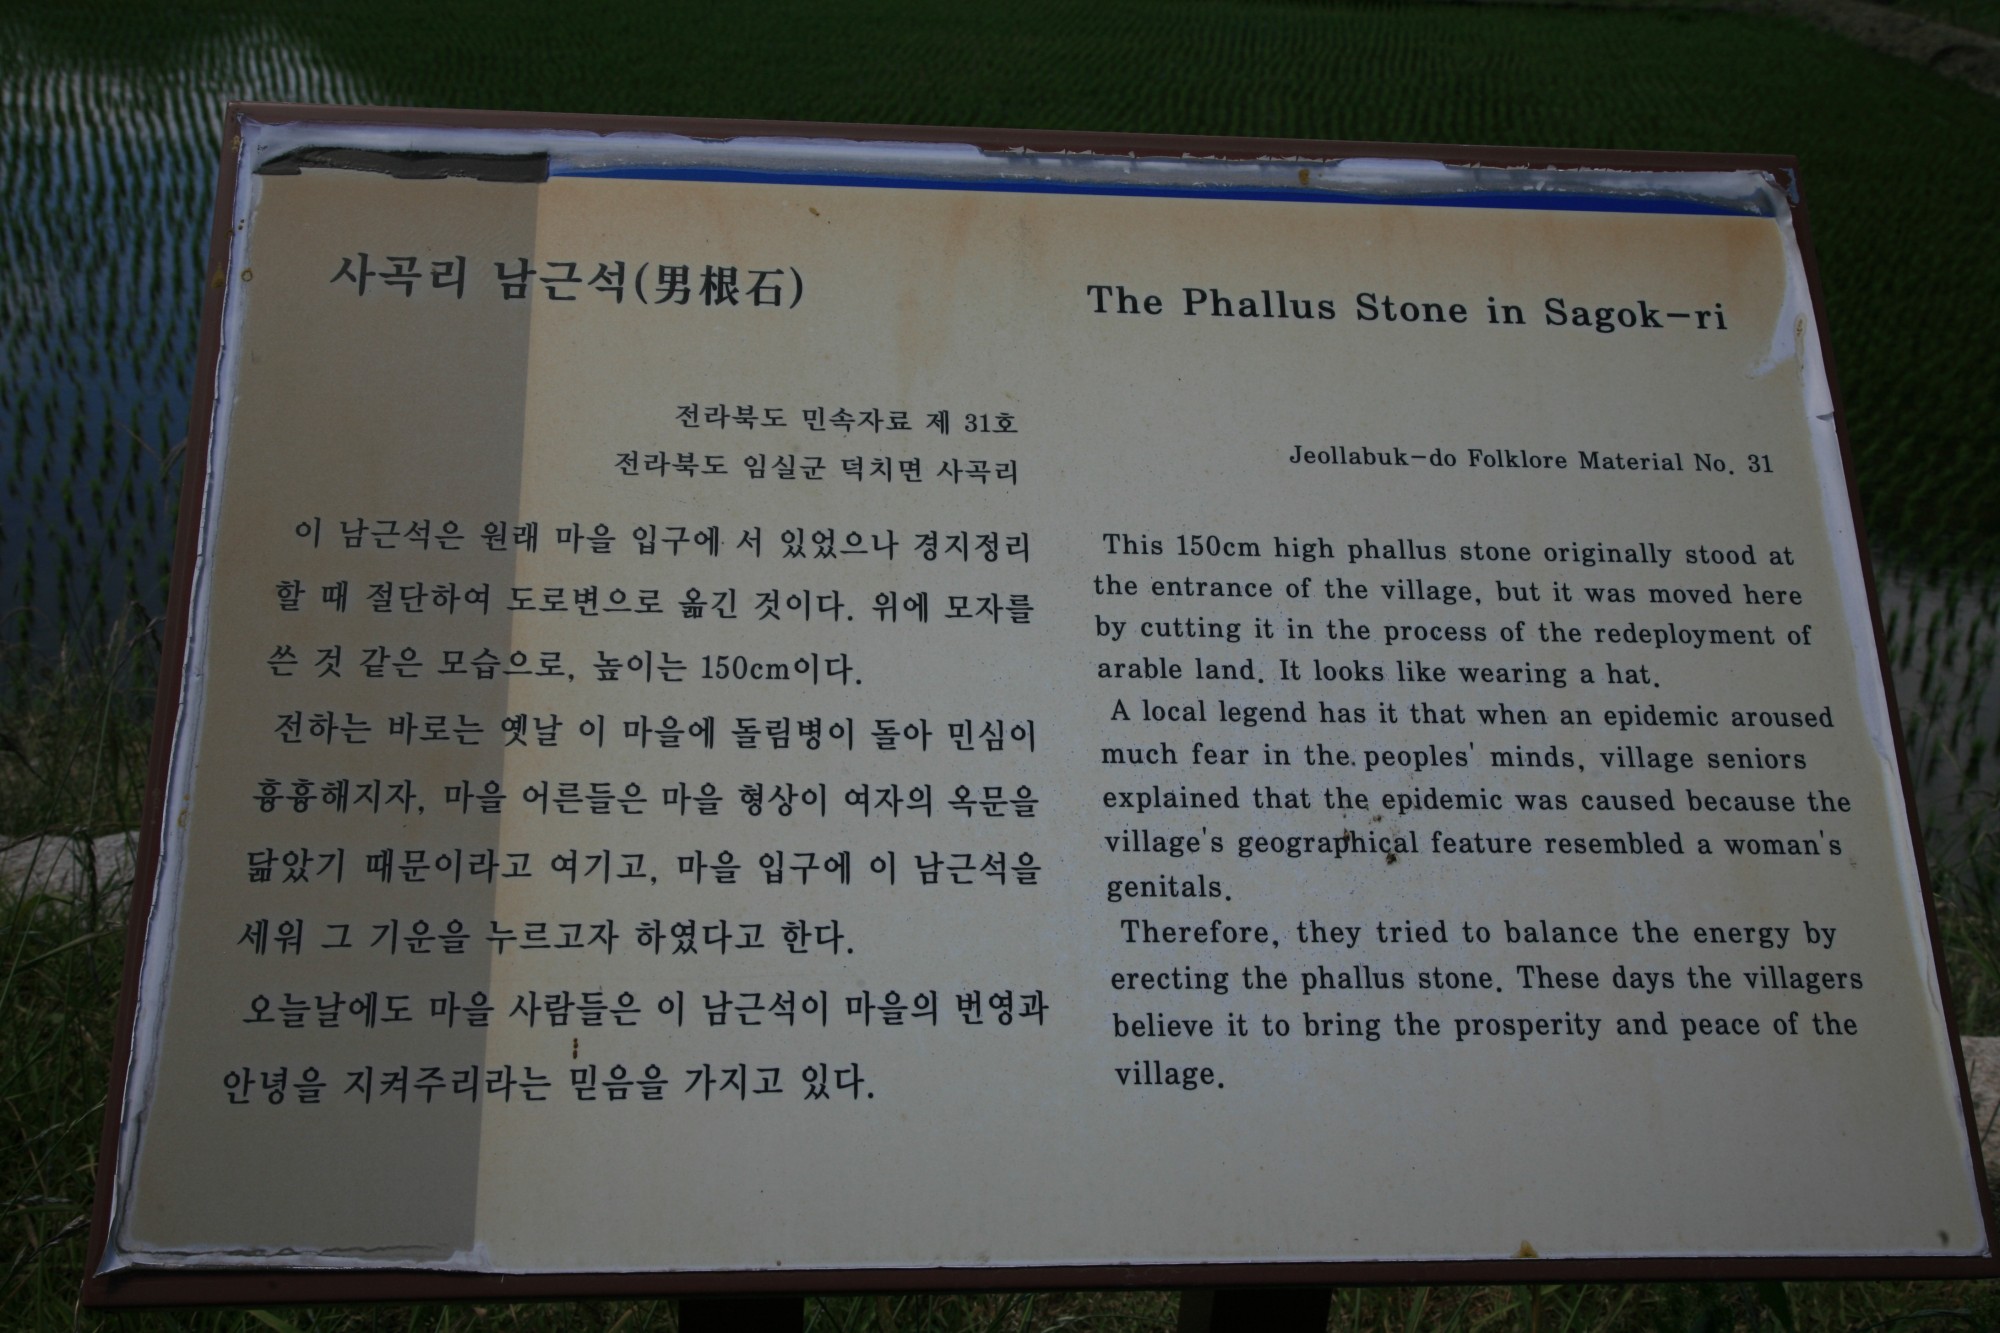 사곡리 남근석(男根石)
전라북도 민속자료 제 31호
전라북도 임실군 덕치면 사곡리
이 남근석은 원래 마을 입구에 서 있었으나 경지정리
할 때 절단하여 도로변으로 옮긴 것이다. 위에 모자를
쓴 것 같은 모습으로, 높이는 150cm이다.
전하는 바로는 옛날 이 마을에 돌림병이 돌아 민심이
흉흉해지자, 마을 어른들은 마을 형상이 여자의 옥문을
닮았기 때문이라고 여기고, 마을 입구에 이 남근석을
세워 그 기운을 누르고자 하였다고 한다.
오늘날에도 마을 사람들은 이 남근석이 마을의 번영과
안녕을 지켜주리라는 믿음을 가지고 있다.
The Phallus Stone in Sagok-ri
Jeollabuk-do Folklore Material No. 31
This 150cm high phallus stone originally stood at
the entrance of the village, but it was moved here
by cutting it in the process of the redeployment of
arable land. It looks like wearing a hat.
A local legend has it that when an epidemic aroused
much fear in the peoples' minds, village seniors
explained that the epidemic was caused because the
village's geographical feature resembled a woman's
genitals.
Therefore, they tried to balance the energy by
erecting the phallus stone. These days the villagers
believe it to bring the prosperity and peace of the
village.